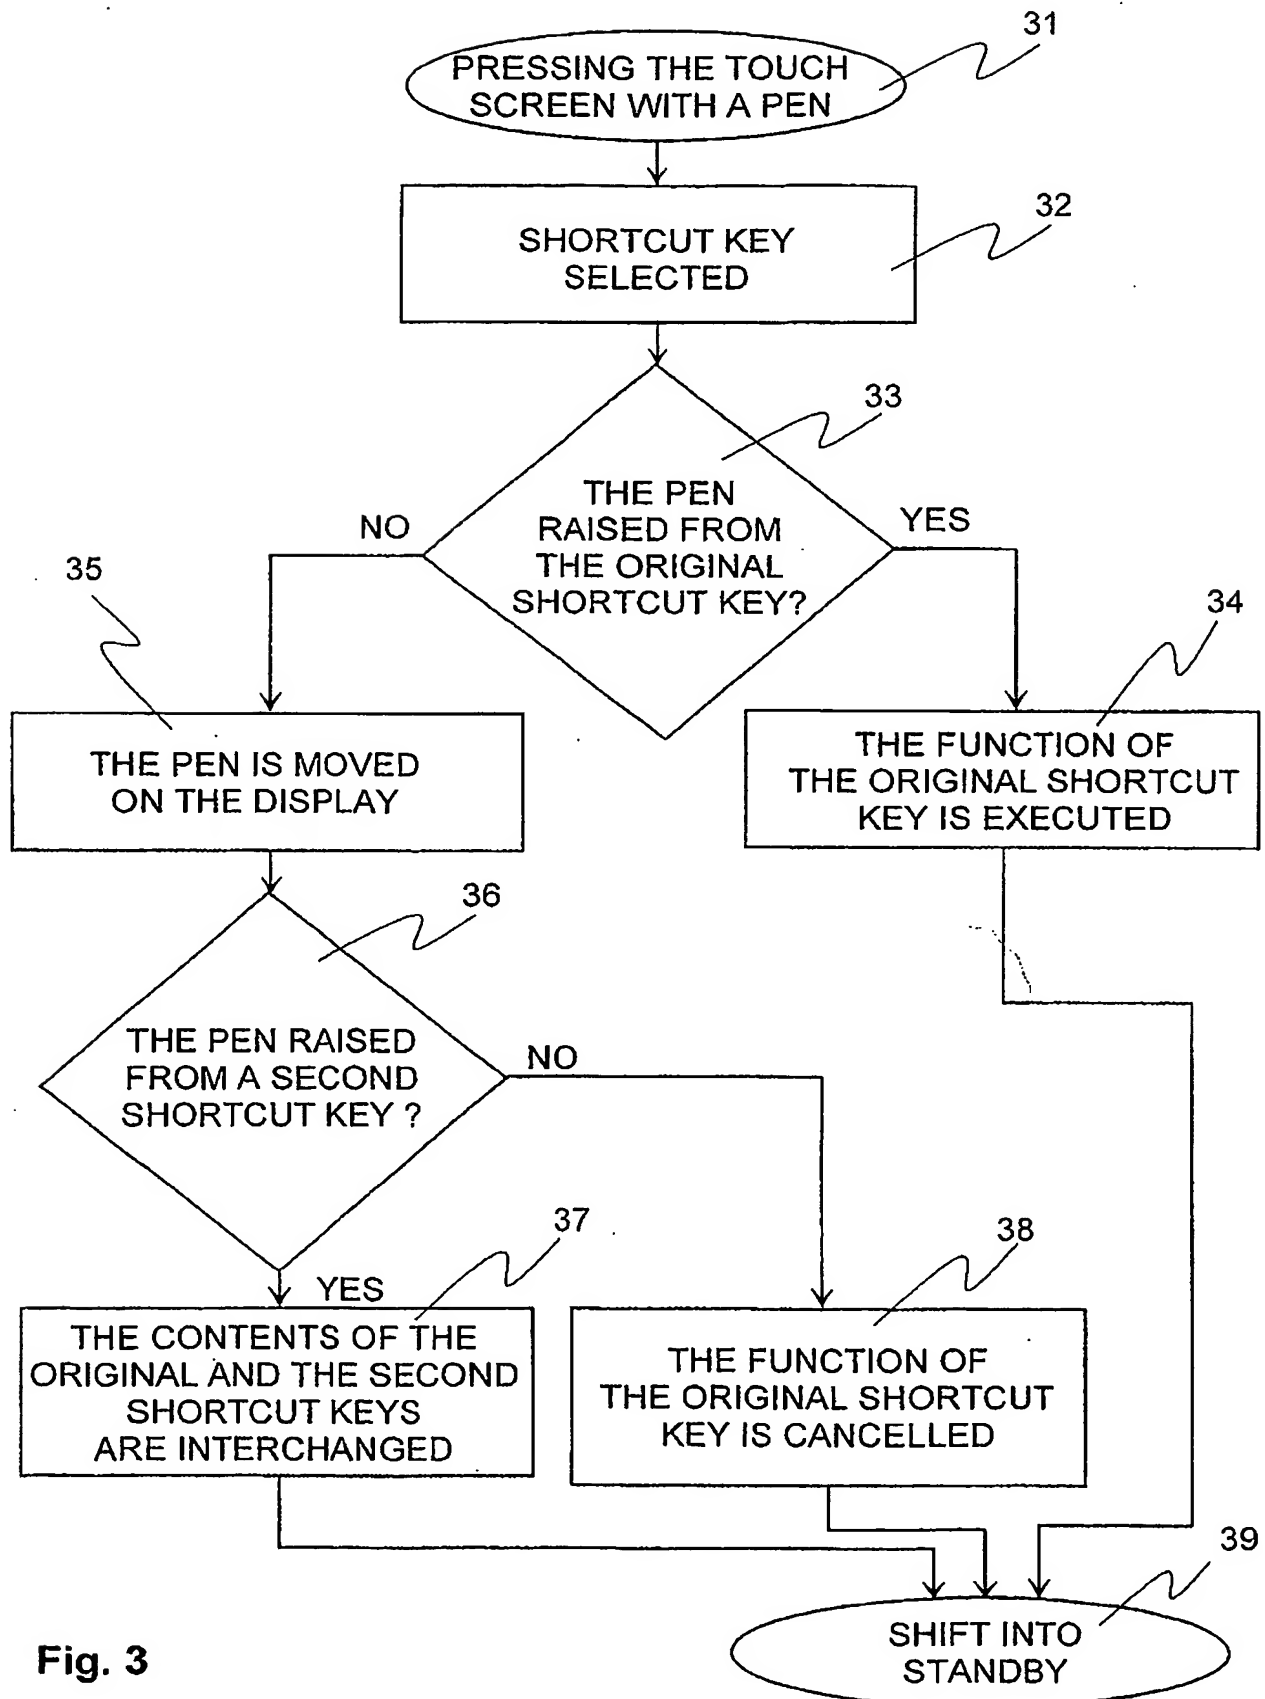 31
PRESSING THE TOUCH
SCREEN WITH A PEN
32
SHORTCUT KEY
SELECTED
33
THE PEN
RAISED FROM
THE ORIGINAL
SHORTCUT KEY?
NO
YES
35
34
THE PEN IS MOVED
ON THE DISPLAY
THE FUNCTION OF
THE ORIGINAL SHORTCUT
KEY IS EXECUTED
36
THE PEN RAISED
FROM A SECOND
SHORTCUT KEY ?
NO
37
YES
38
THE CONTENTS OF THE
ORIGINAL AND THE SECOND
SHORTCUT KEYS
ARE INTERCHANGED
THE FUNCTION OF
THE ORIGINAL SHORTCUT
KEY IS CANCELLED
39
SHIFT INTO
STANDBY
Fig. 3